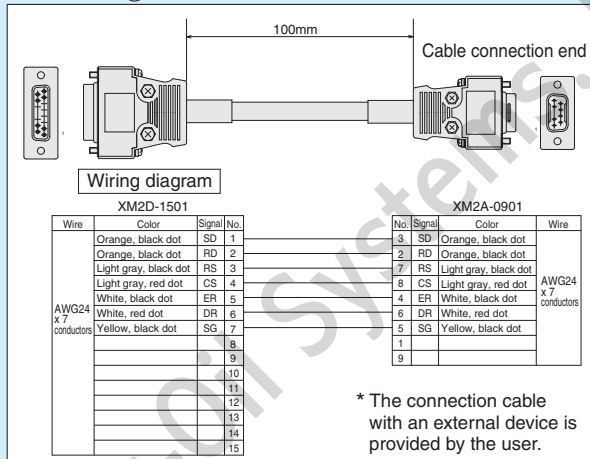 100mm
Cable connection end
1
1
Wiring diagram
XM2D-1501
Wire Color Signal No.
Orange, black dot SD 1
Orange, black dot RD 2
Light gray, black dot RS 3
Light gray, red dot CS 4
White, black dot ER 5
White, red dot DR 6
Yellow, black dot SG 7
8
9
10
11
12
13
14
15
AWG24
x 7
conductors
XM2A-0901
No. Signal Color Wire
3 SD Orange, black dot
2 RD Orange, black dot
7 RS Light gray, black dot
8 CS Light gray, red dot
4 ER White, black dot
6 DR White, red dot
5 SG Yellow, black dot
1
9
AWG24
x 7
conductors
* The connection cable
with an external device is
provided by the user.
-Oil Systems.